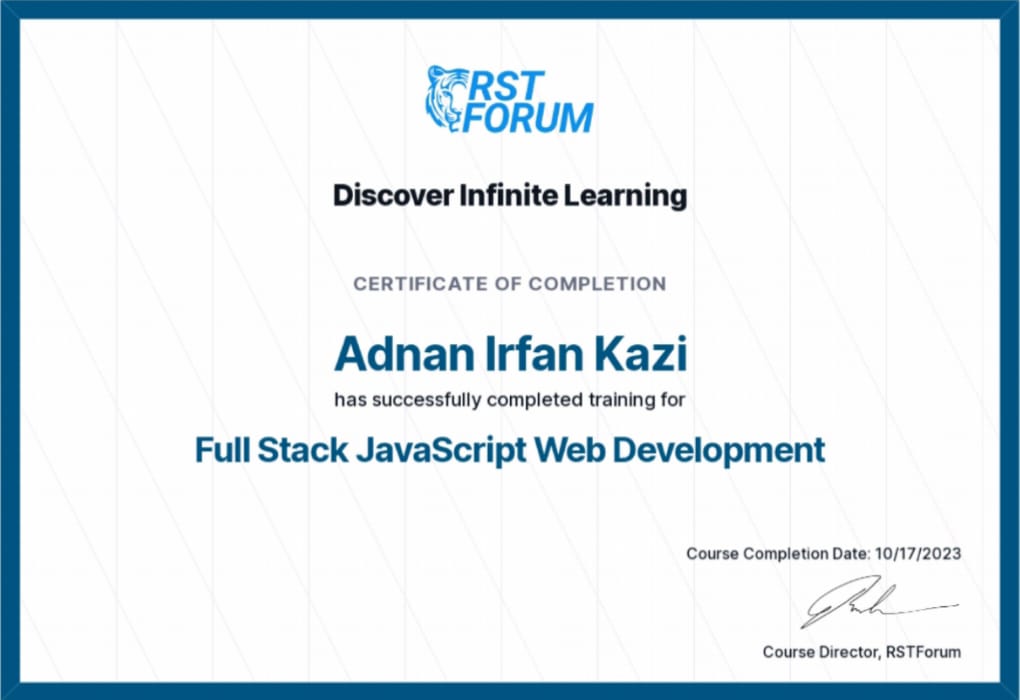 RST
FORUM
Discover Infinite Learning
CERTIFICATE OF COMPLETION
Adnan Irfan Kazi
has successfully completed training for
Full Stack JavaScript Web Development
Course Completion Date: 10/17/2023
Course Director, RSTForum